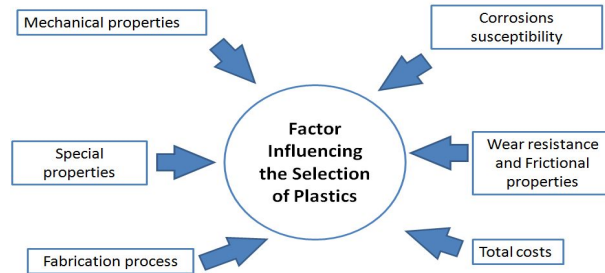 Mechanical properties
Corrosions
susceptibility
Factor
Influencing
the Selection
of Plastics
Special
properties
Wear resistance
and Frictional
properties
Fabrication process
Total costs